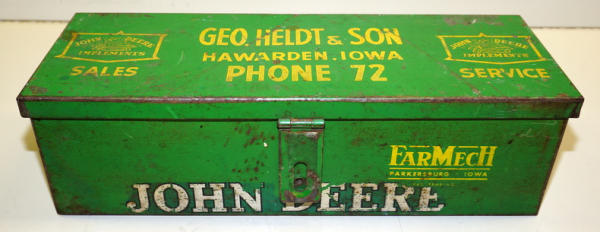 JOHN DEERE
IMPLEMENTS
SALES
GEO. HELDT & SON
HAWARDEN, IOWA
PHONE 72
JOHN DEERE
IMPLEMENTS
SERVICE
FARMECH
PARKERSBURG - IOWA
JOHN DEERE